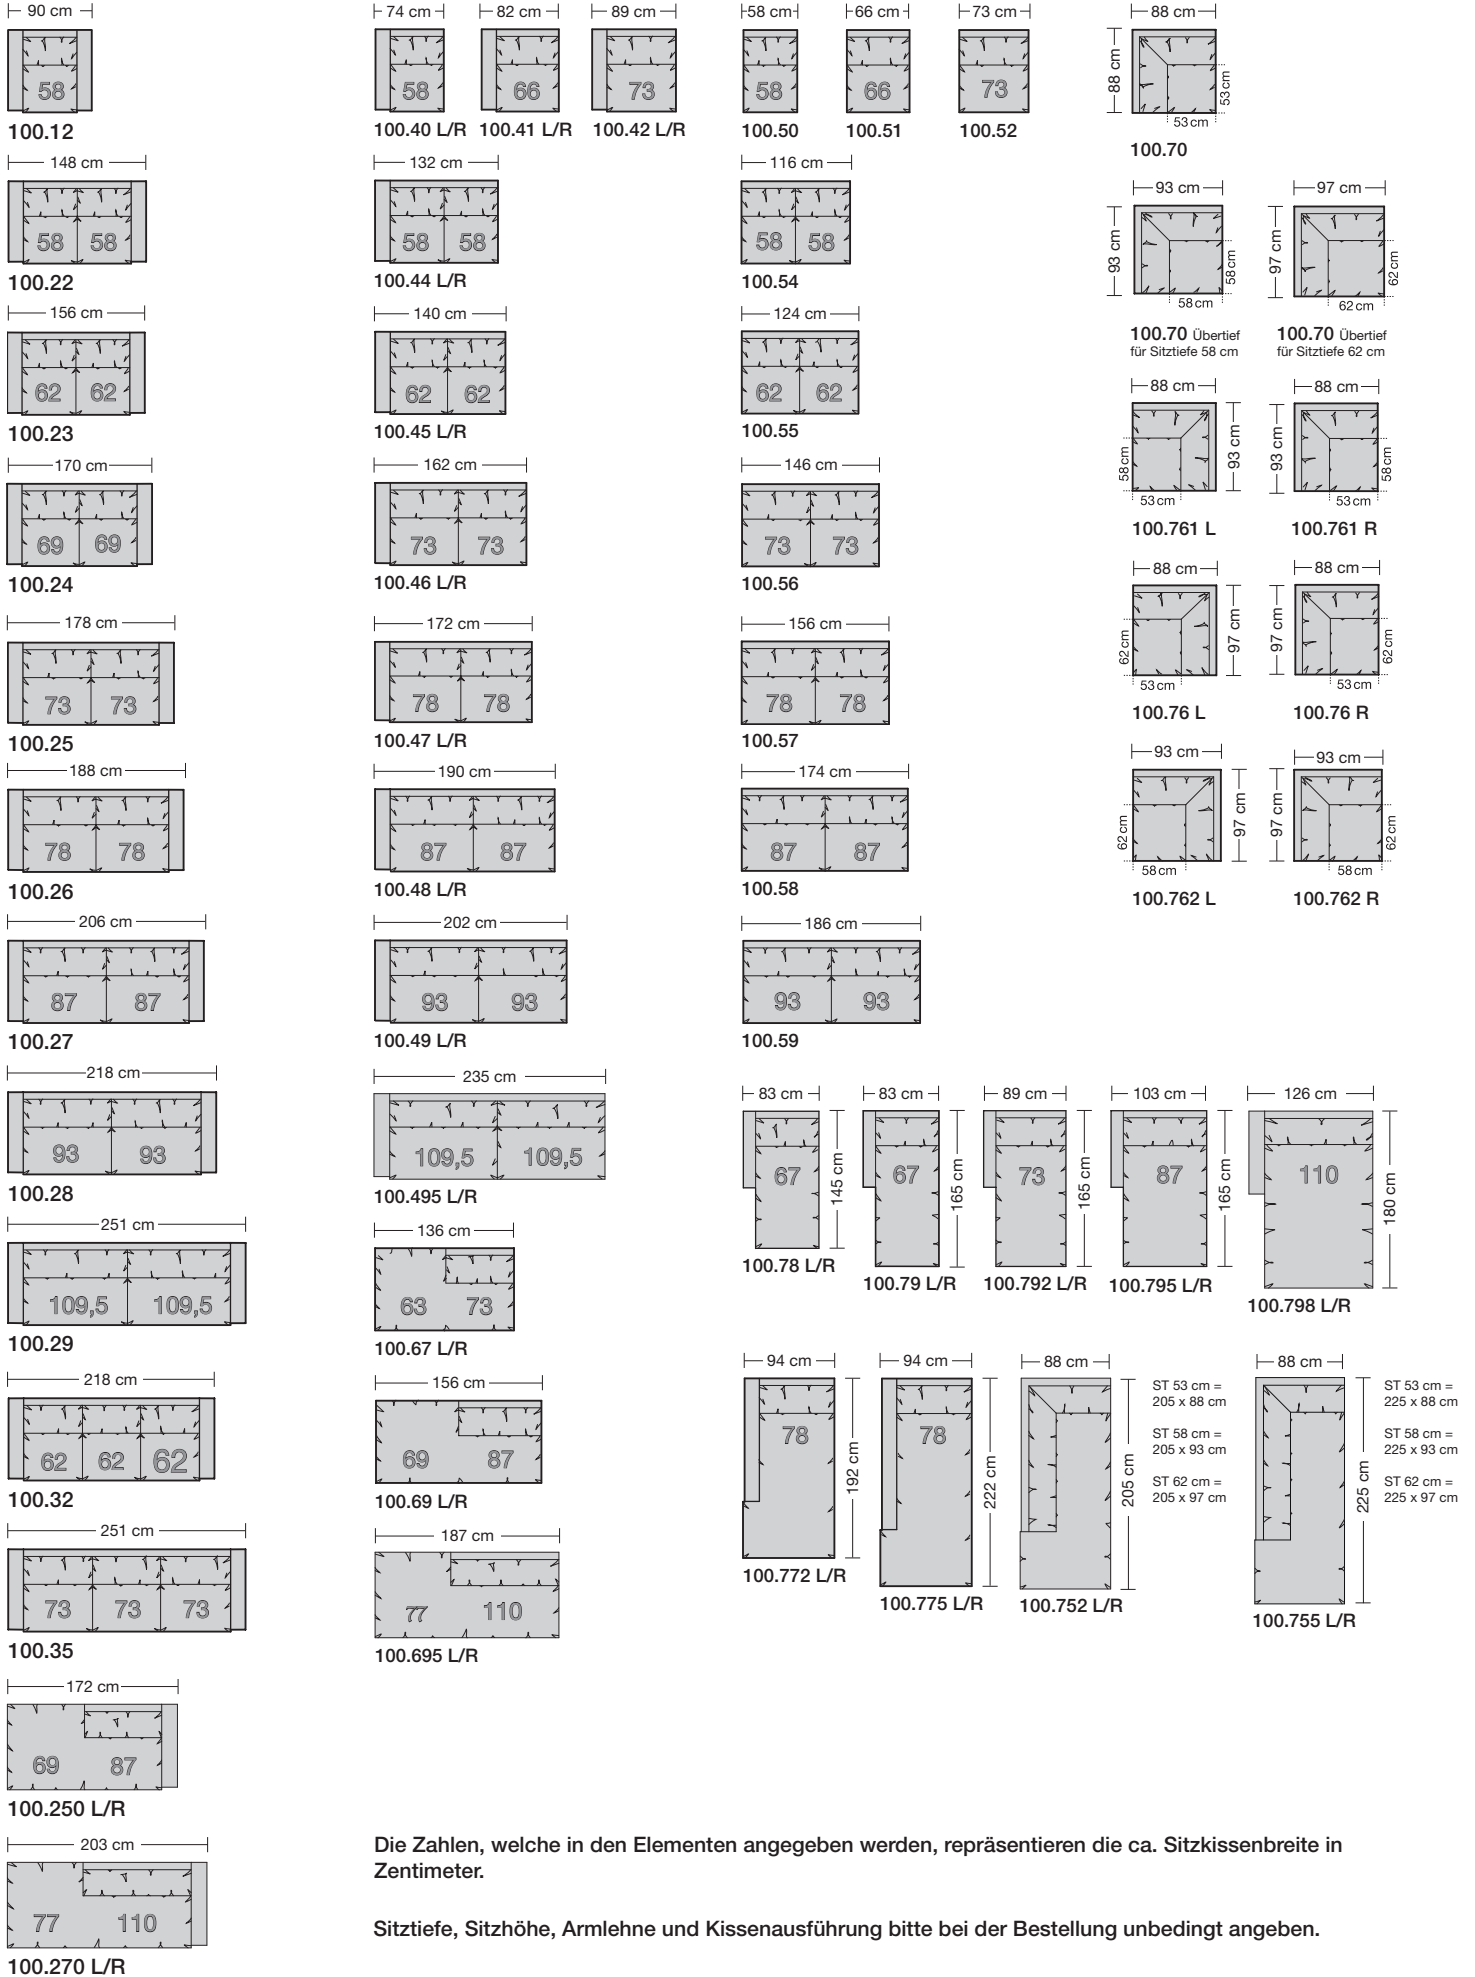 90 cm
58
100.12
148 cm
58 58
100.22
156 cm
62 62
100.23
170 cm
69 69
100.24
178 cm
73 73
100.25
188 cm
78 78
100.26
206 cm
87 87
100.27
218 cm
93 93
100.28
251 cm
109,5 109,5
100.29
218 cm
62 62 62
100.32
251 cm
73 73 73
100.35
172 cm
69 87
100.250 L/R
203 cm
77 110
100.270 L/R
74 cm 82 cm 89 cm
58 66 73
100.40 L/R 100.41 L/R 100.42 L/R
132 cm
58 58
100.44 L/R
140 cm
62 62
100.45 L/R
162 cm
73 73
100.46 L/R
172 cm
78 78
100.47 L/R
190 cm
87 87
100.48 L/R
202 cm
93 93
100.49 L/R
235 cm
109,5 109,5
100.495 L/R
136 cm
63 73
100.67 L/R
156 cm
69 87
100.69 L/R
187 cm
77 110
100.695 L/R
58 cm 66 cm 73 cm
58 66 73
100.50 100.51 100.52
116 cm
58 58
100.54
124 cm
62 62
100.55
146 cm
73 73
100.56
156 cm
78 78
100.57
174 cm
87 87
100.58
186 cm
93 93
100.59
88 cm
88 cm
53 cm
53 cm
100.70
93 cm
93 cm
58 cm
58 cm
100.70 Übertief
für Sitztiefe 58 cm
97 cm
97 cm
62 cm
62 cm
100.70 Übertief
für Sitztiefe 62 cm
88 cm
58 cm
93 cm
53 cm
100.761 L
88 cm
93 cm
58 cm
53 cm
100.761 R
88 cm
62 cm
97 cm
53 cm
100.76 L
88 cm
97 cm
62 cm
53 cm
100.76 R
93 cm
62 cm
97 cm
58 cm
100.762 L
93 cm
97 cm
62 cm
58 cm
100.762 R
83 cm
67
145 cm
100.78 L/R
83 cm
67
165 cm
100.79 L/R
89 cm
73
165 cm
100.792 L/R
103 cm
87
165 cm
100.795 L/R
126 cm
110
180 cm
100.798 L/R
94 cm
78
192 cm
100.772 L/R
94 cm
78
222 cm
100.775 L/R
88 cm
205 cm
100.752 L/R
ST 53 cm =
205 x 88 cm
ST 58 cm =
205 x 93 cm
ST 62 cm =
205 x 97 cm
88 cm
225 cm
100.755 L/R
ST 53 cm =
225 x 88 cm
ST 58 cm =
225 x 93 cm
ST 62 cm =
225 x 97 cm
Die Zahlen, welche in den Elementen angegeben werden, repräsentieren die ca. Sitzkissenbreite in
Zentimeter.
Sitztiefe, Sitzhöhe, Armlehne und Kissenausführung bitte bei der Bestellung unbedingt angeben.